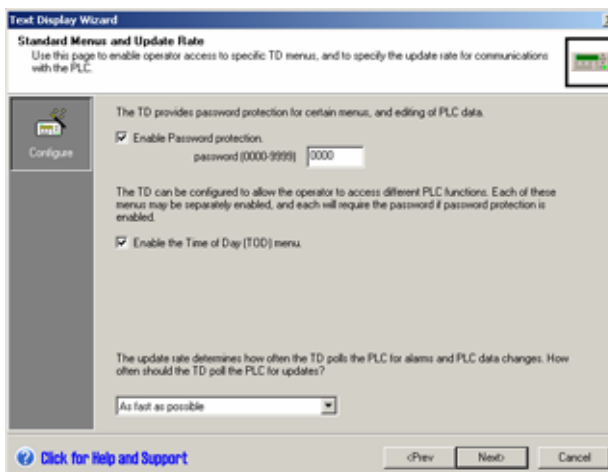 Text Display Wizard
Standard Menus and Update Rate
Use this page to enable operator access to specific TD menus, and to specify the update rate for communications
with the PLC.
Configure
The TD provides password protection for certain menus, and editing of PLC data.
Enable Password protection.
password (0000-9999) 0000
The TD can be configured to allow the operator to access different PLC functions. Each of these
menus may be separately enabled, and each will require the password if password protection is
enabled.
Enable the Time of Day (TOD) menu.
The update rate determines how often the TD polls the PLC for alarms and PLC data changes. How
often should the TD poll the PLC for updates?
As fast as possible
Click for Help and Support
<Prev Next> Cancel